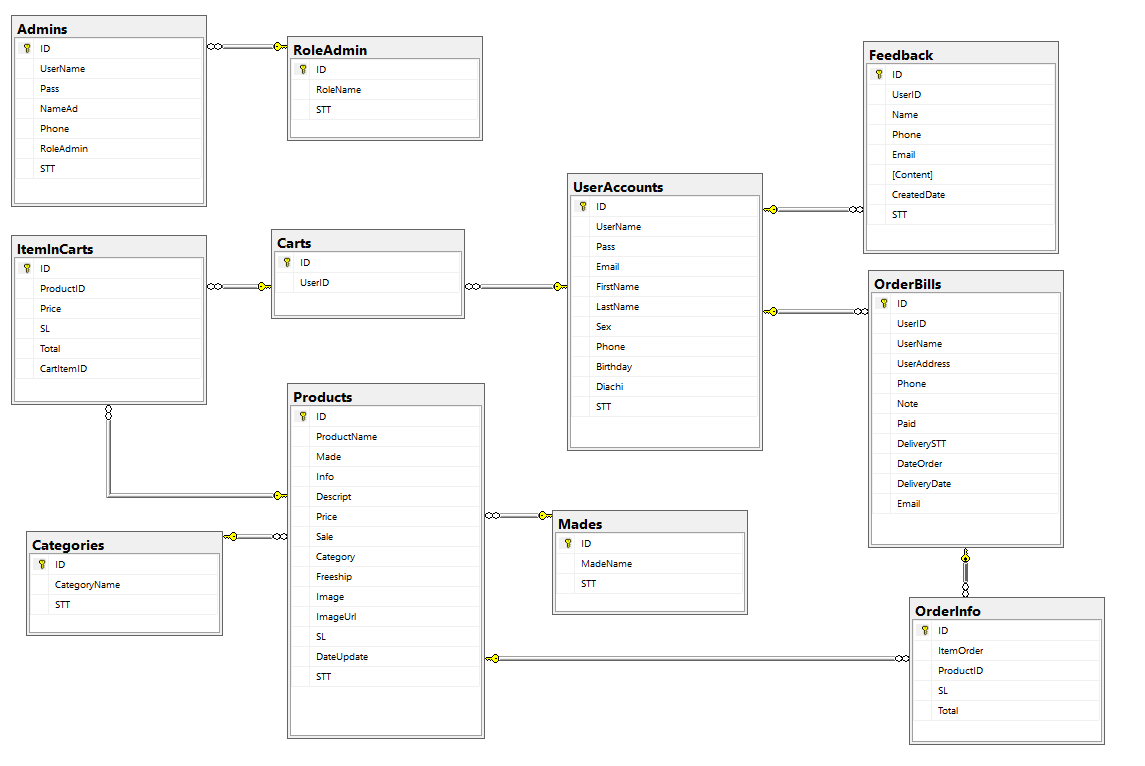 Admins
ID
UserName
Pass
NameAd
Phone
RoleAdmin
STT
RoleAdmin
ID
RoleName
STT
Feedback
ID
UserID
Name
Phone
Email
[Content]
CreatedDate
STT
UserAccounts
ID
UserName
Pass
Email
FirstName
LastName
Sex
Phone
Birthday
Diachi
STT
ItemInCarts
ID
ProductID
Price
SL
Total
CartItemID
Carts
ID
UserID
OrderBills
ID
UserID
UserName
UserAddress
Phone
Note
Paid
DeliverySTT
DateOrder
DeliveryDate
Email
Products
ID
ProductName
Made
Info
Descript
Price
Sale
Category
Freeship
Image
ImageUrl
SL
DateUpdate
STT
Categories
ID
CategoryName
STT
Mades
ID
MadeName
STT
OrderInfo
ID
ItemOrder
ProductID
SL
Total